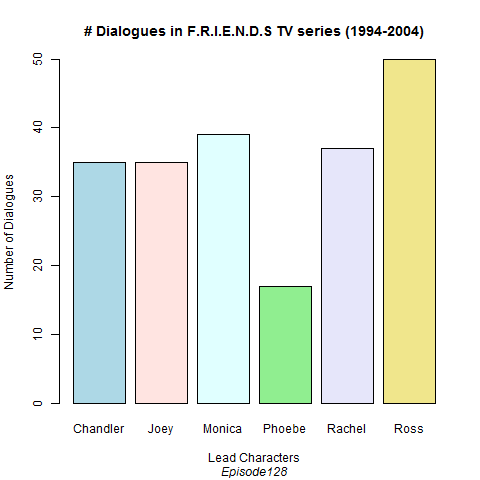 # Dialogues in F.R.I.E.N.D.S TV series (1994-2004)
Number of Dialogues
50
40
30
20
10
0
Chandler Joey Monica Phoebe Rachel Ross
Lead Characters
Episode128